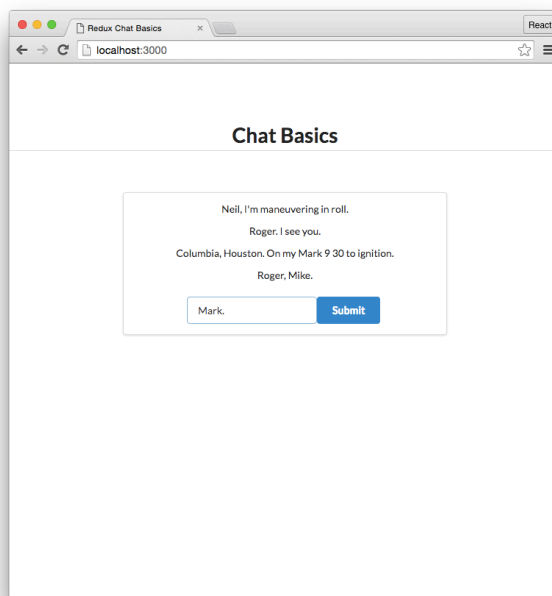 Redux Chat Basics
React
localhost:3000
Chat Basics
Neil, I'm maneuvering in roll.
Roger. I see you.
Columbia, Houston. On my Mark 9 30 to ignition.
Roger, Mike.
Mark.
Submit